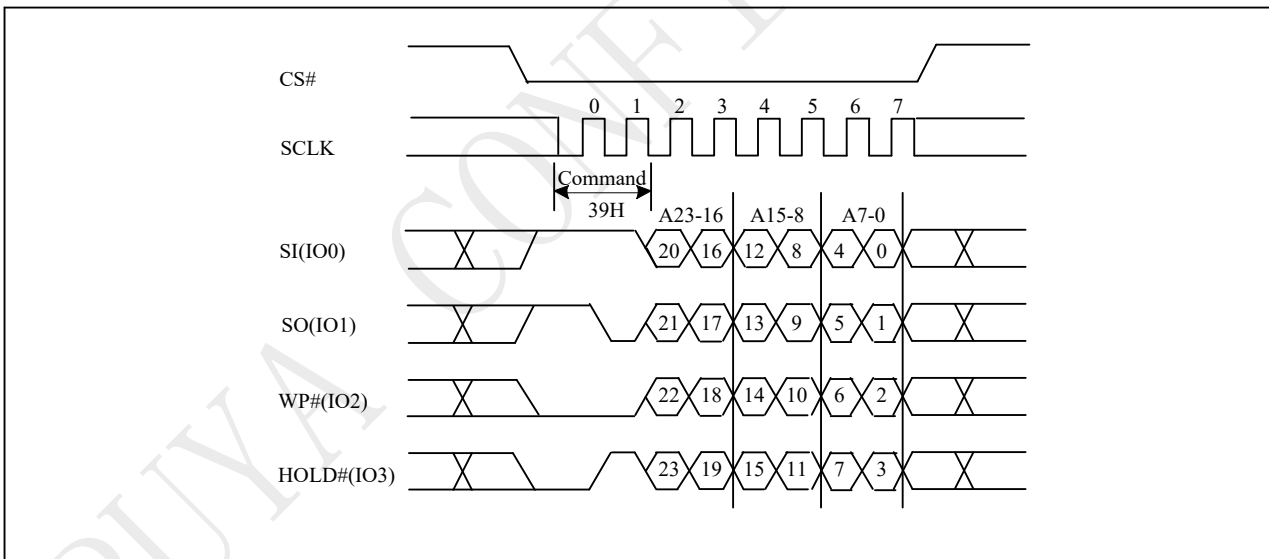 PUYA CONF
CS#
0 1 2 3 4 5 6 7
SCLK
Command
39H
A23-16 A15-8 A7-0
SI(IO0) 20 16 12 8 4 0
SO(IO1) 21 17 13 9 5 1
WP#(IO2) 22 18 14 10 6 2
HOLD#(IO3) 23 19 15 11 7 3